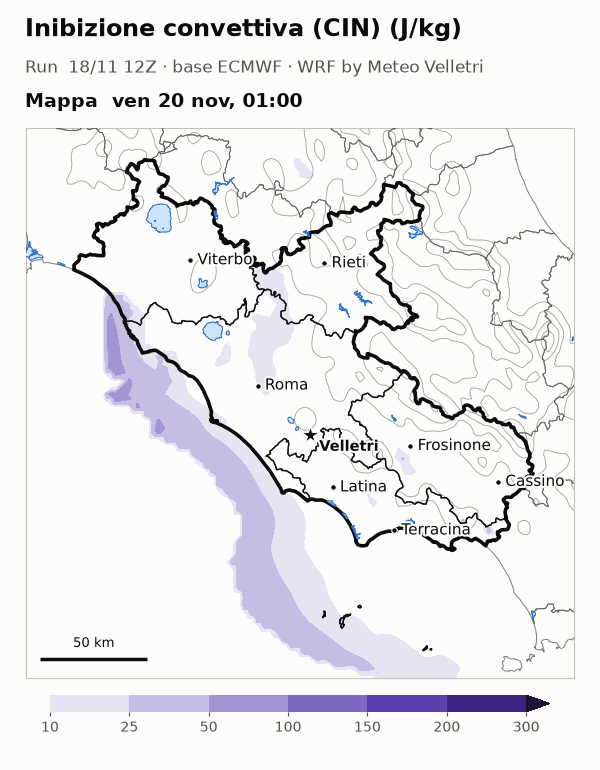 Inibizione convettiva (CIN) (J/kg)
Run  18/11 12Z · base ECMWF · WRF by Meteo Velletri
Mappa  ven 20 nov, 01:00
Viterbo
Rieti
Roma
Velletri
Frosinone
Cassino
Latina
Terracina
50 km
10 25 50 100 150 200 300